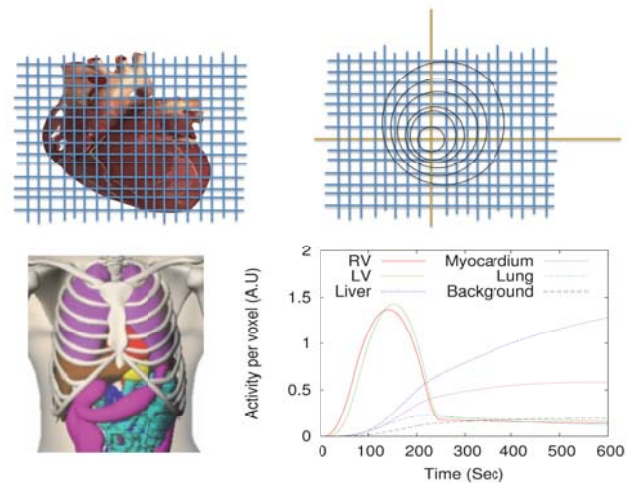 2
RV
Myocardium
LV
Lung
Liver
Background
1.5
1
0.5
0
Activity per voxel (A.U)
0 100 200 300 400 500 600
Time (Sec)